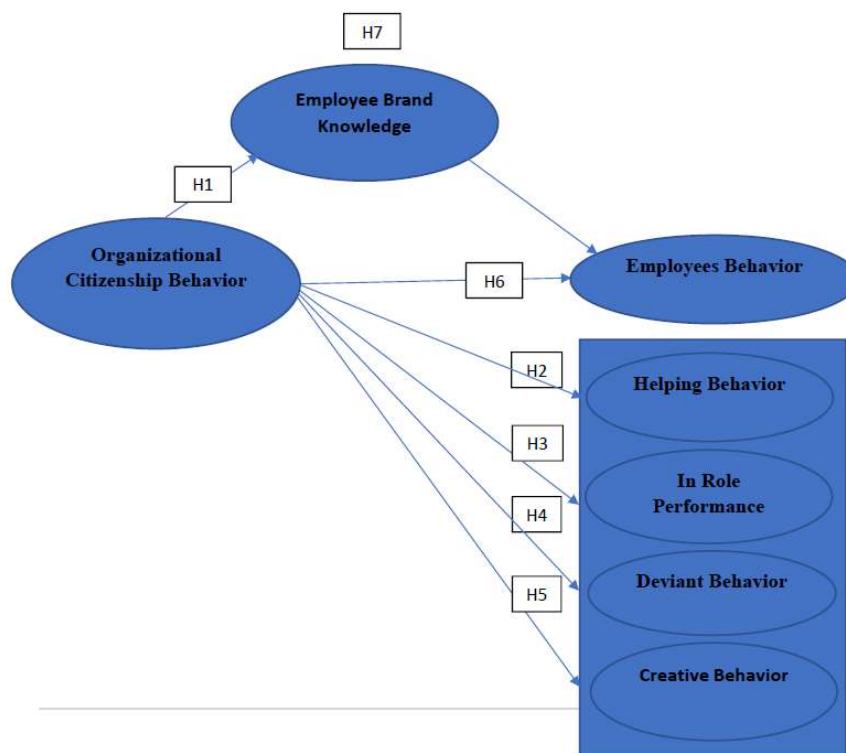 H7
Employee Brand
Knowledge
H1
Organizational
Citizenship Behavior
H6
Employees Behavior
H2
Helping Behavior
H3
In Role
Performance
H4
Deviant Behavior
H5
Creative Behavior